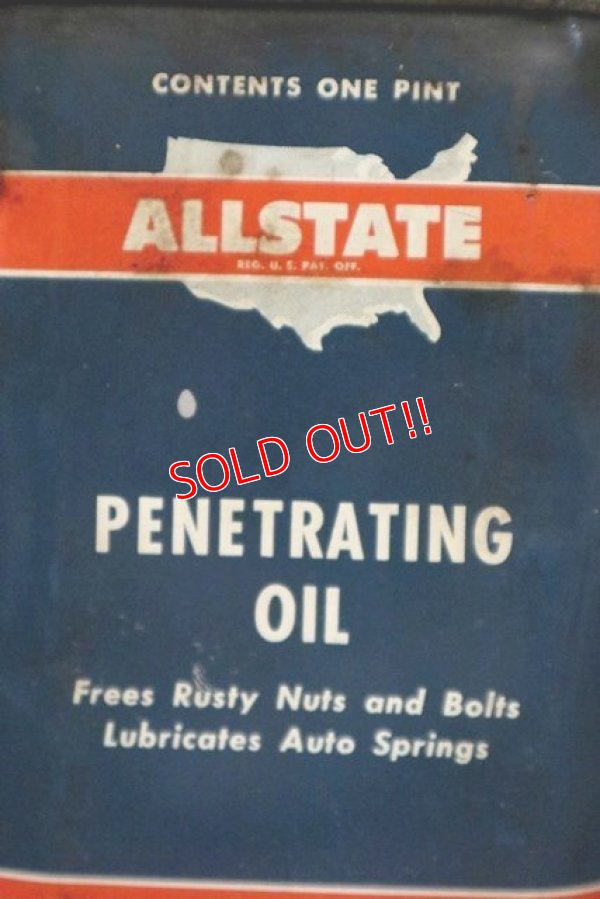 CONTENTS ONE PINT
ALLSTATE
REG. U. S. PAT. OFF.
SOLD OUT!!
PENETRATING
OIL
Frees Rusty Nuts and Bolts
Lubricates Auto Springs